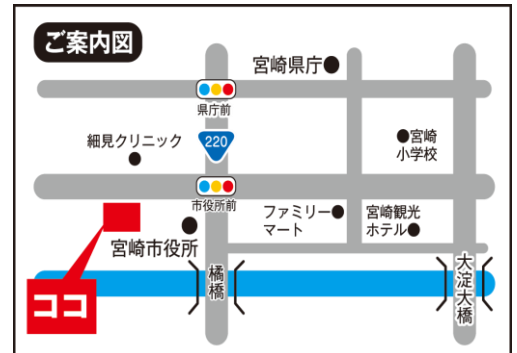 ご案内図
宮崎県庁
県庁前
細見クリニック
220
宮崎
小学校
市役所前
ファミリー
マート
宮崎観光
ホテル
宮崎市役所
橘橋
大淀大橋
ココ